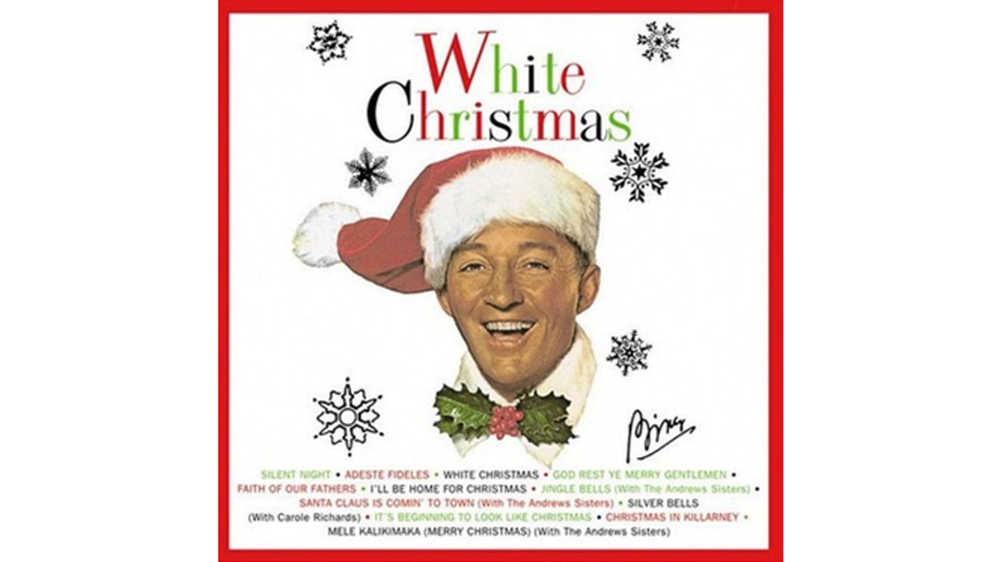 White
Christmas
Bing
SILENT NIGHT • ADESTE FIDELES • WHITE CHRISTMAS • GOD REST YE MERRY GENTLEMEN •
FAITH OF OUR FATHERS • I'LL BE HOME FOR CHRISTMAS • JINGLE BELLS (With The Andrews Sisters) •
SANTA CLAUS IS COMIN' TO TOWN (With The Andrews Sisters) • SILVER BELLS
(With Carole Richards) • IT'S BEGINNING TO LOOK LIKE CHRISTMAS • CHRISTMAS IN KILLARNEY •
MELE KALIKIMAKA (MERRY CHRISTMAS) (With The Andrews Sisters)